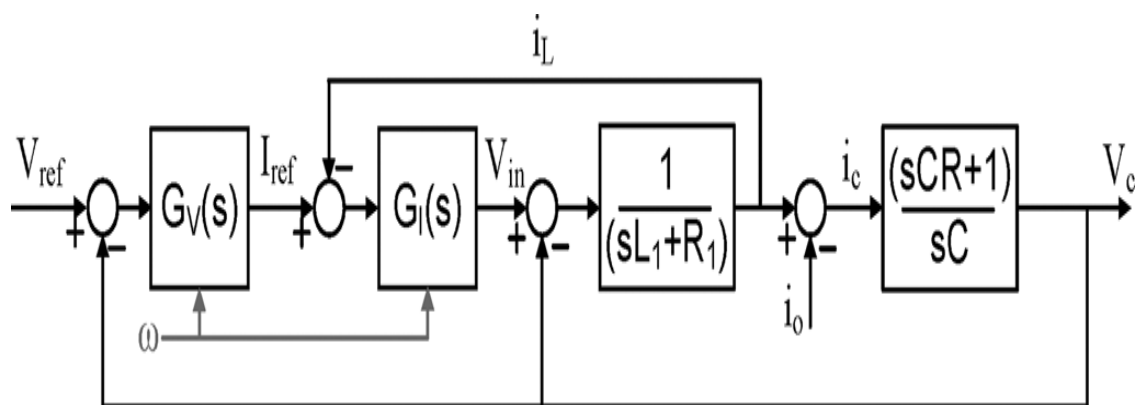 i_L
V_ref
+
−
G_V(s)
I_ref
+
−
G_I(s)
V_in
+
−
1
(sL_1+R_1)
+
−
i_o
i_c
(sCR+1)
sC
V_c
ω